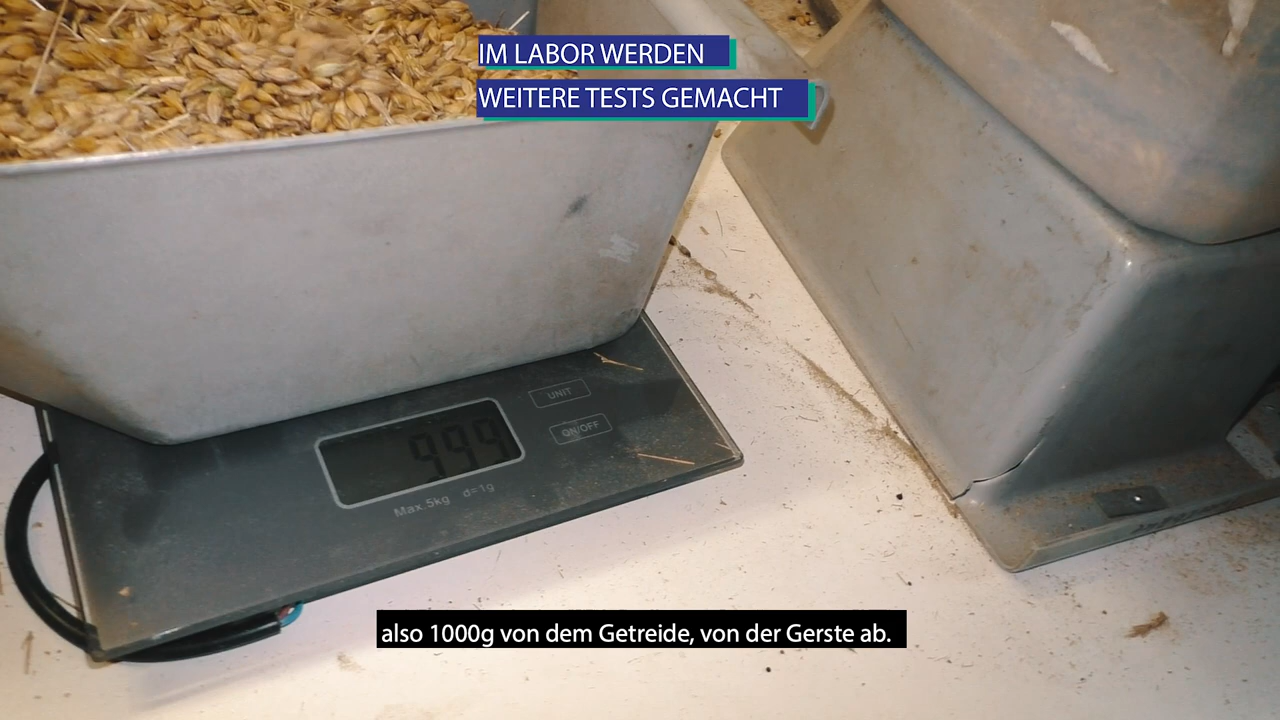 IM LABOR WERDEN
WEITERE TESTS GEMACHT
UNIT
ON/OFF
999
Max.5kg d=1g
also 1000g von dem Getreide, von der Gerste ab.